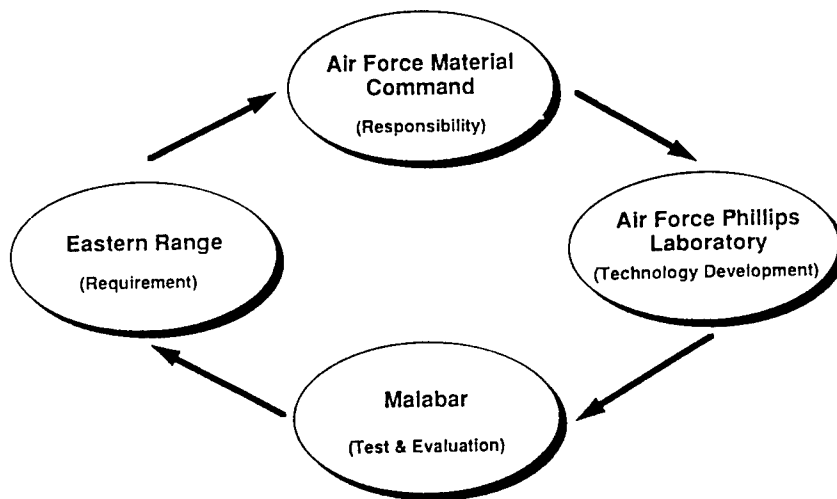 Air Force Material
Command
(Responsibility)
Eastern Range
(Requirement)
Air Force Phillips
Laboratory
(Technology Development)
Malabar
(Test & Evaluation)